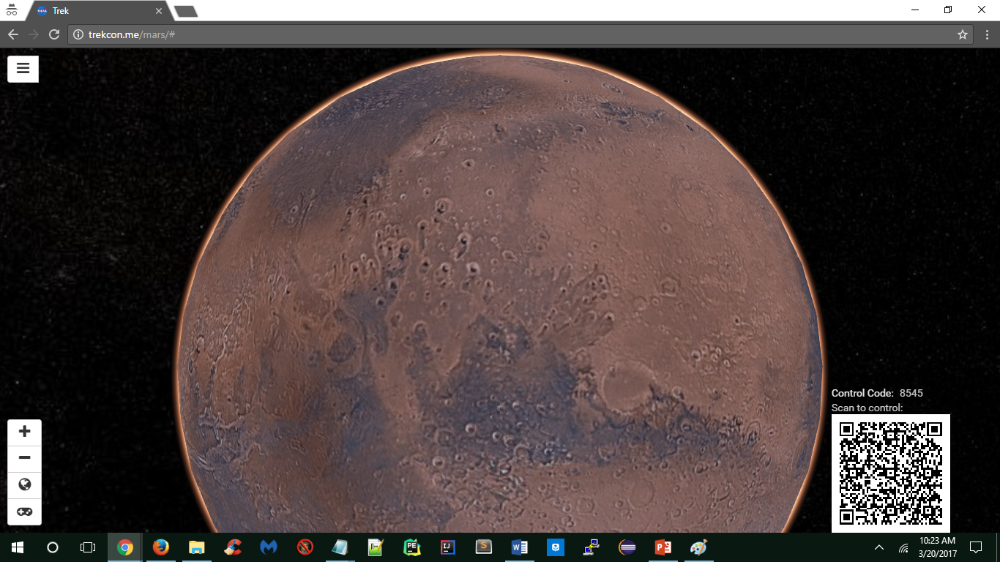 Trek
trekcon.me/mars/#
Control Code: 8545
Scan to control:
10:23 AM
3/20/2017